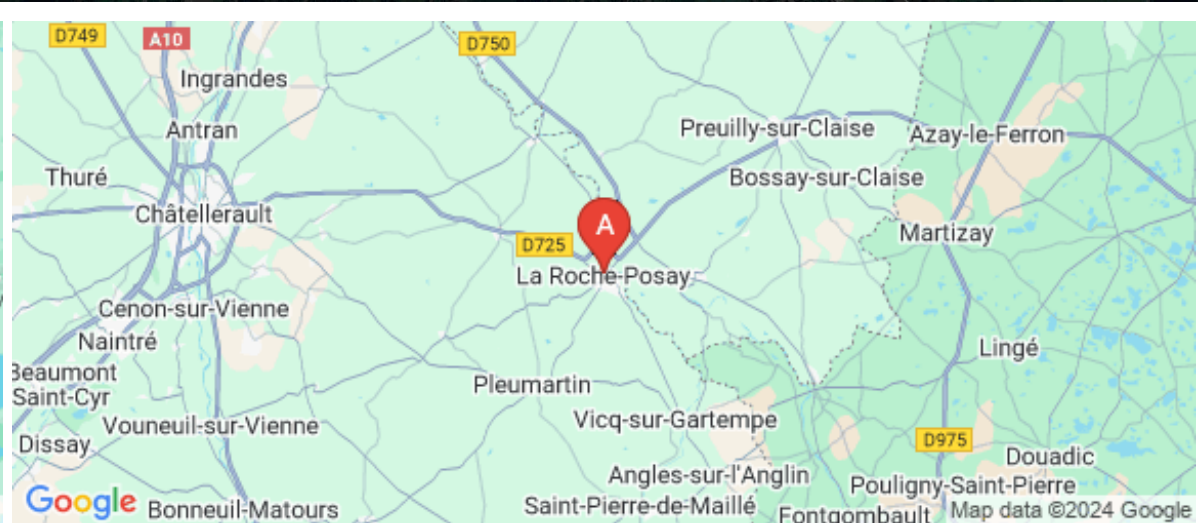 D749
A10
D750
Ingrandes
Antran
Preuilly-sur-Claise
Azay-le-Ferron
Thuré
Bossay-sur-Claise
Châtellerault
A
Martizay
D725
La Roche-Posay
Cenon-sur-Vienne
Naintré
Lingé
Beaumont
Saint-Cyr
Pleumartin
Vouneuil-sur-Vienne
Vicq-sur-Gartempe
Dissay
D975
Douadic
Angles-sur-l'Anglin
Pouligny-Saint-Pierre
Google
Bonneuil-Matours
Saint-Pierre-de-Maillé
Fontgombault
Map data ©2024 Google